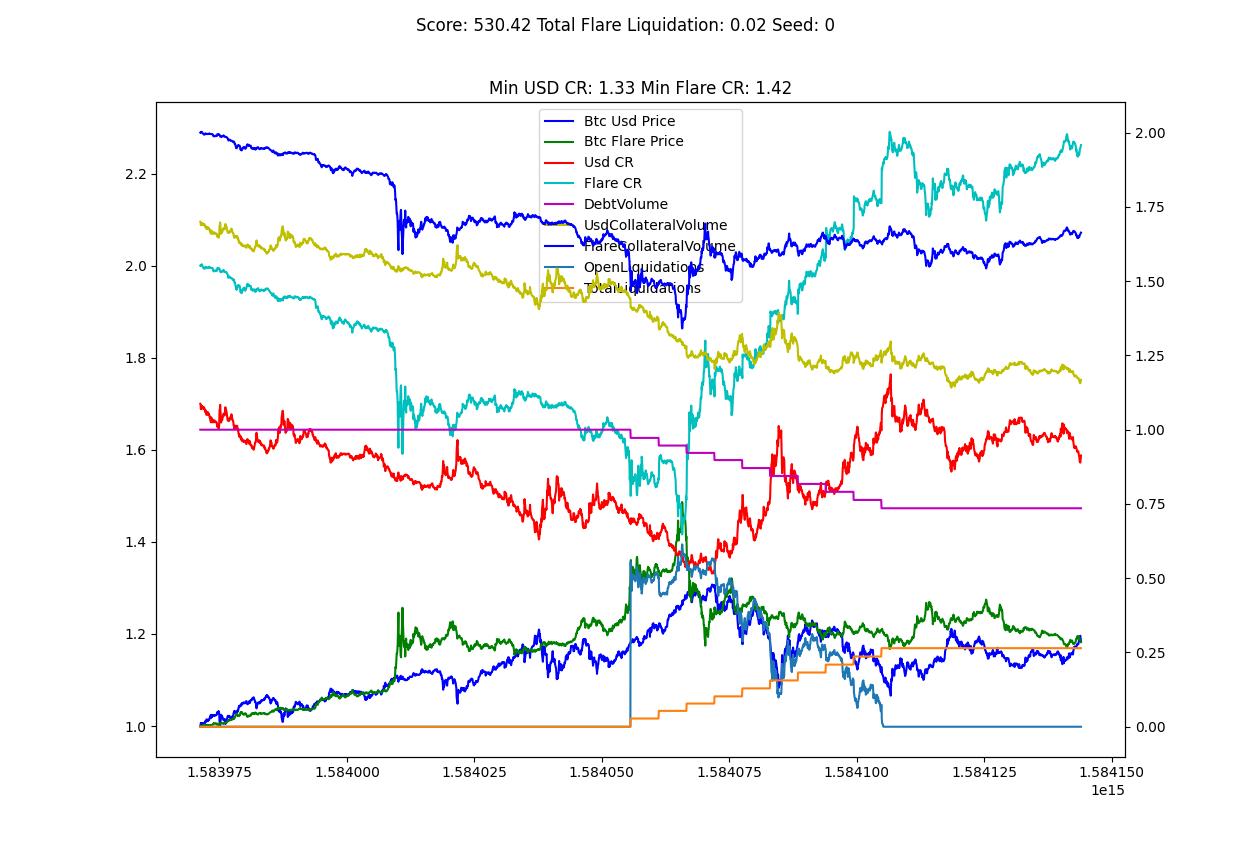 Score: 530.42 Total Flare Liquidation: 0.02 Seed: 0
Min USD CR: 1.33 Min Flare CR: 1.42
Btc Usd Price
Btc Flare Price
Usd CR
Flare CR
DebtVolume
UsdCollateralVolume
FlareCollateralVolume
OpenLiquidations
TotalLiquidations
2.2
2.0
1.8
1.6
1.4
1.2
1.0
2.00
1.75
1.50
1.25
1.00
0.75
0.50
0.25
0.00
1.583975
1.584000
1.584025
1.584050
1.584075
1.584100
1.584125
1.584150
1e15